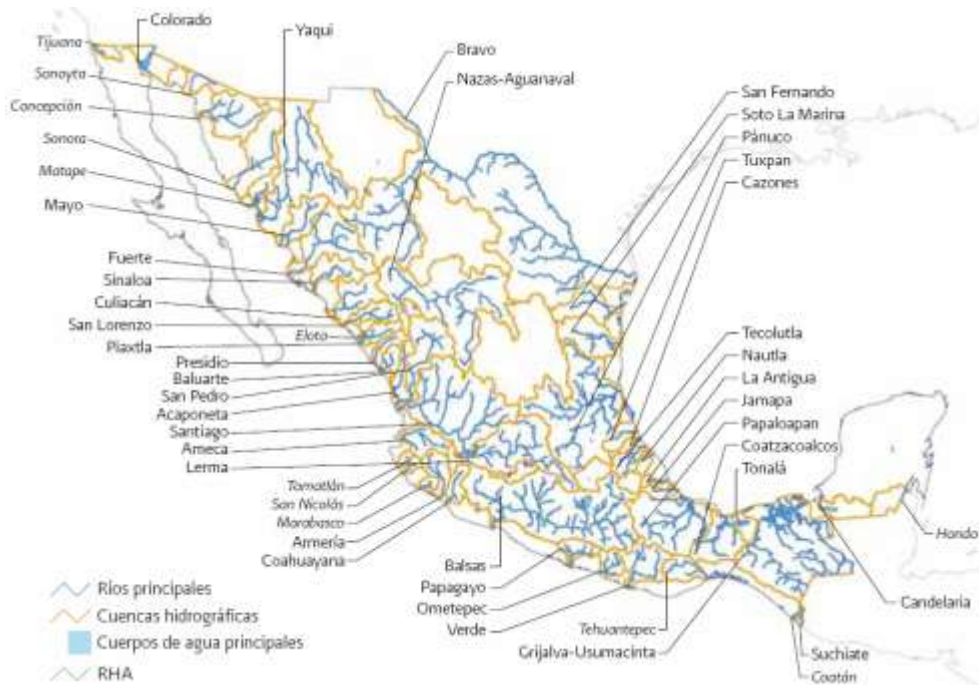 Colorado
Tijuana
Sonoyta
Concepción
Sonora
Matape
Mayo
Yaqui
Bravo
Nazas-Aguanaval
San Fernando
Soto La Marina
Pánuco
Tuxpan
Cazones
Fuerte
Sinaloa
Culiacán
San Lorenzo
Elota
Piaxtla
Presidio
Baluarte
San Pedro
Acaponeta
Santiago
Ameca
Lerma
Tomatlán
San Nicolás
Marabasco
Armería
Coahuayana
Tecolutla
Nautla
La Antigua
Jamapa
Papaloapan
Coatzacoalcos
Tonalá
Hondo
Balsas
Papagayo
Ometepec
Verde
Tehuantepec
Grijalva-Usumacinta
Candelaria
Suchiate
Coatán
Ríos principales
Cuencas hidrográficas
Cuerpos de agua principales
RHA